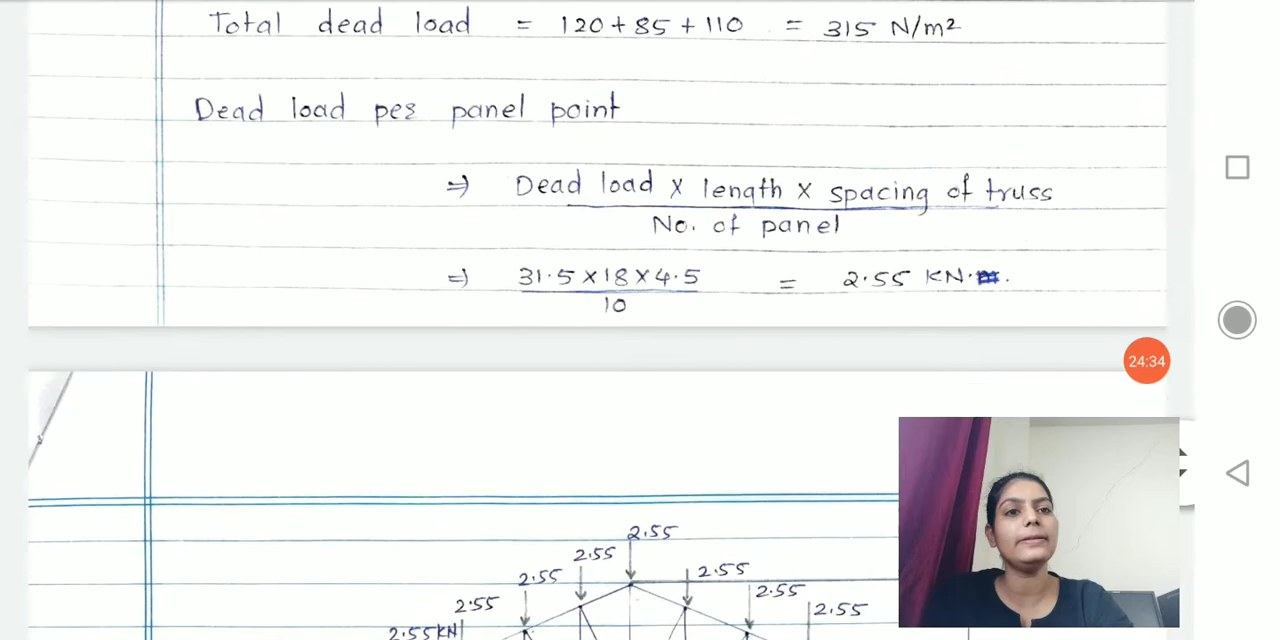 Total dead load = 120 + 85 + 110 = 315 N/m²
Dead load per panel point
⇒ Dead load x length x spacing of truss
No. of panel
⇒ 31.5 x 18 x 4.5 = 2.55 KN.
10
24:34
2.55
2.55
2.55
2.55
2.55
2.55
2.55
2.55KN